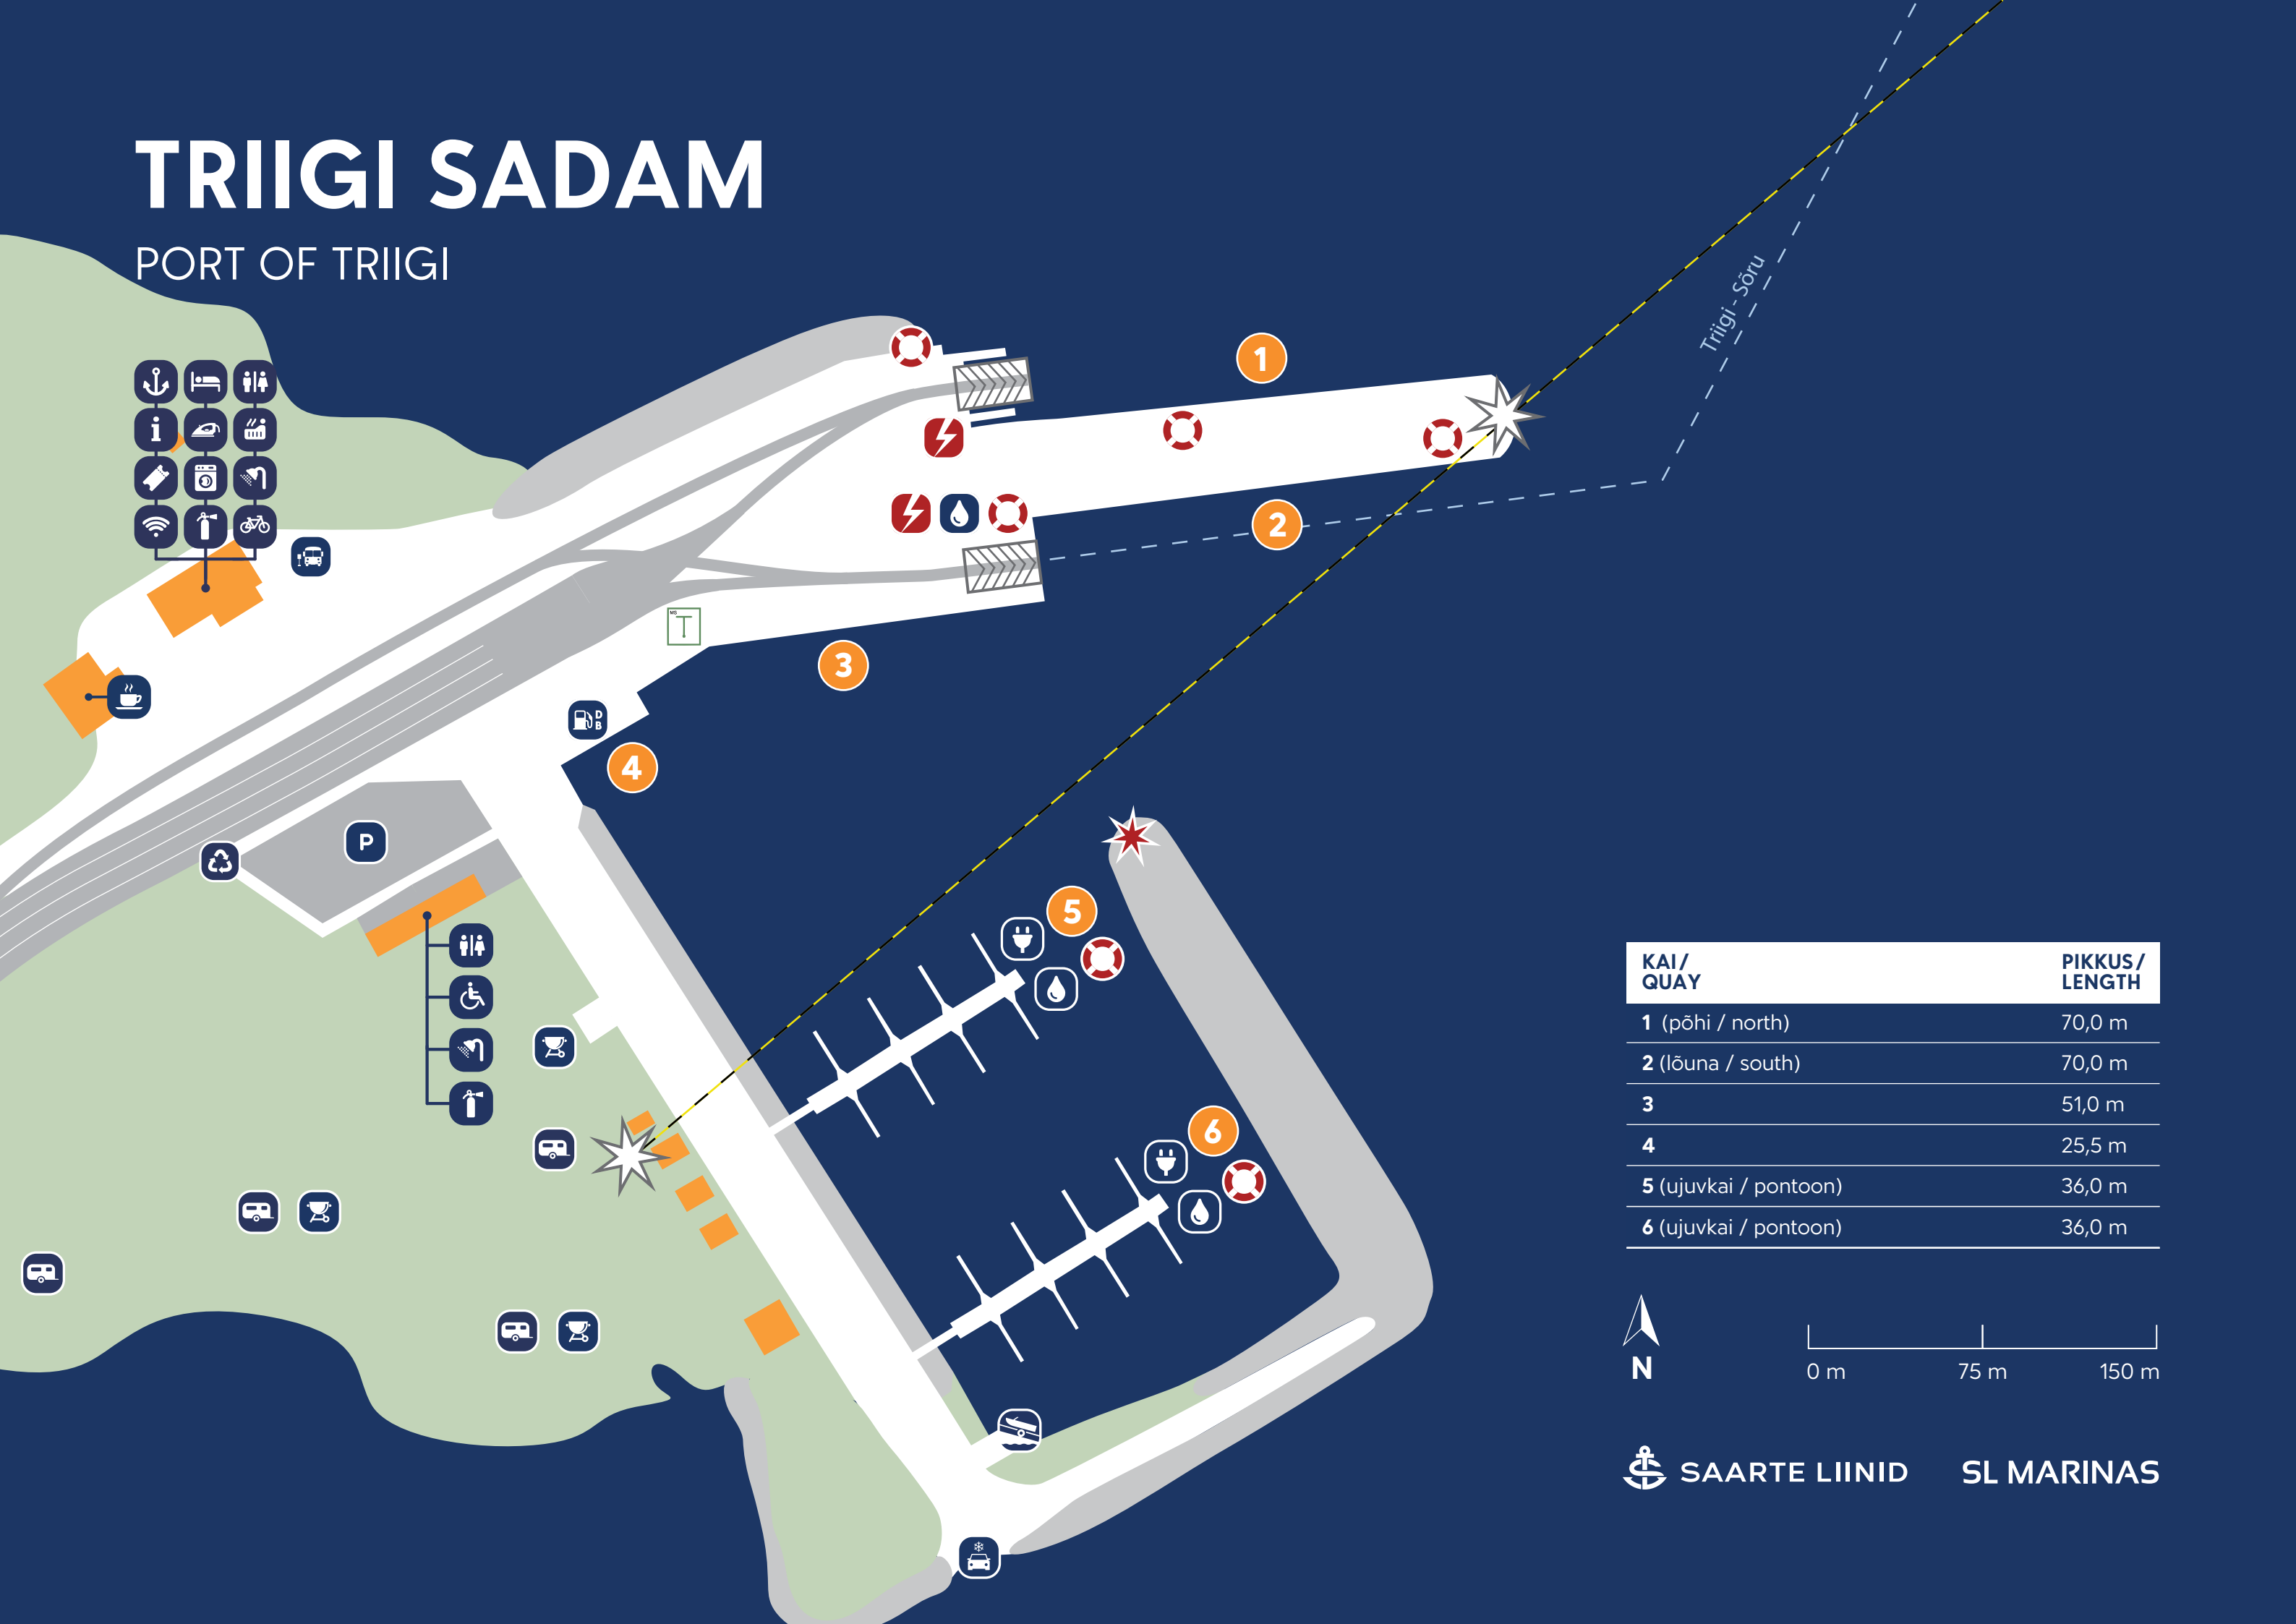 TRIIGI SADAM
PORT OF TRIIGI
Triigi - Sõru
1
2
3
4
5
6
i
MS
T
D
B
P
KAI/
QUAY
PIKKUS/
LENGTH
1 (põhi / north) 70,0 m
2 (lõuna / south) 70,0 m
3 51,0 m
4 25,5 m
5 (ujuvkai / pontoon) 36,0 m
6 (ujuvkai / pontoon) 36,0 m
N
0 m 75 m 150 m
SAARTE LIINID SL MARINAS